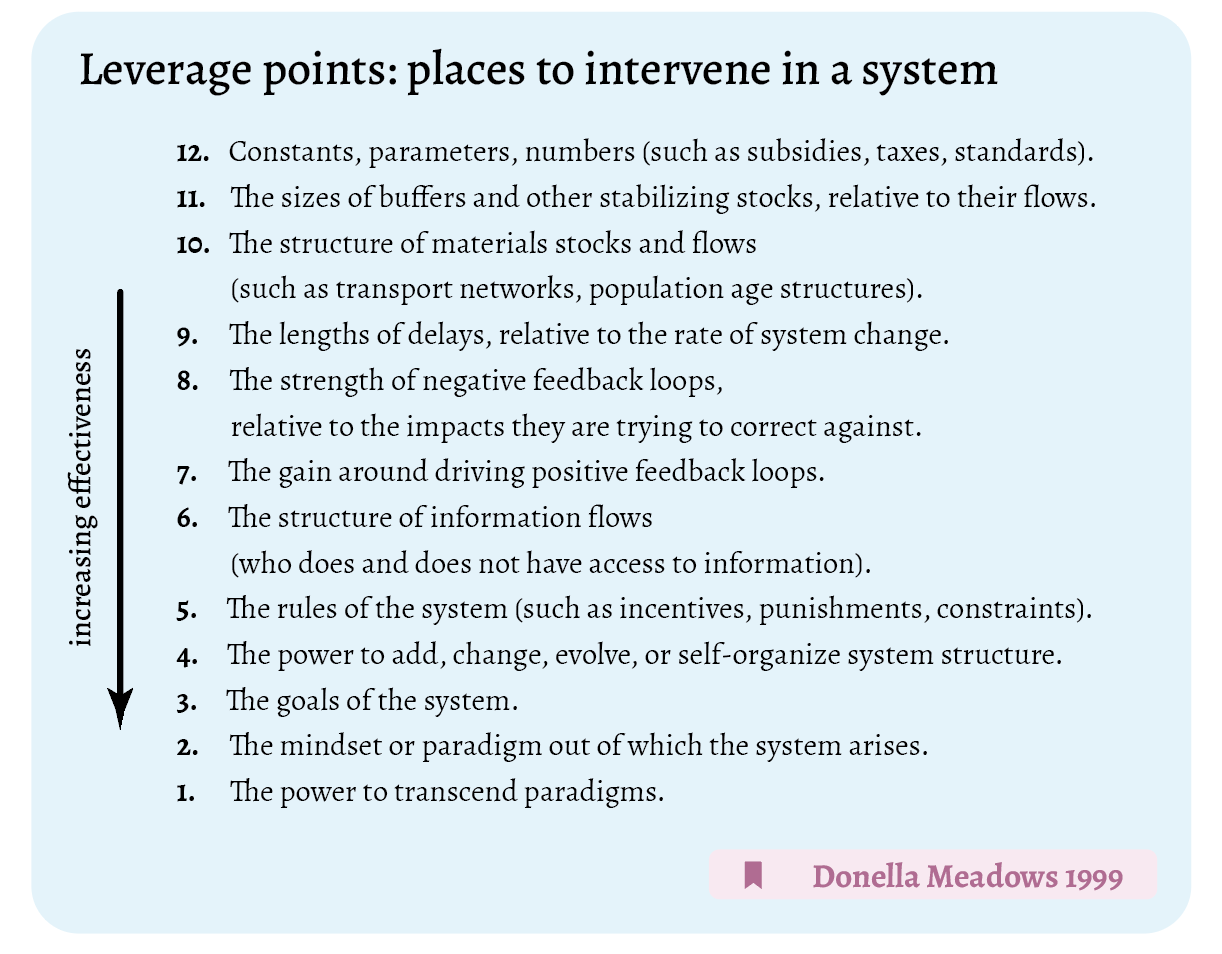 Leverage points: places to intervene in a system
12. Constants, parameters, numbers (such as subsidies, taxes, standards).
11. The sizes of buffers and other stabilizing stocks, relative to their flows.
10. The structure of materials stocks and flows
(such as transport networks, population age structures).
9. The lengths of delays, relative to the rate of system change.
8. The strength of negative feedback loops,
relative to the impacts they are trying to correct against.
7. The gain around driving positive feedback loops.
6. The structure of information flows
(who does and does not have access to information).
5. The rules of the system (such as incentives, punishments, constraints).
4. The power to add, change, evolve, or self-organize system structure.
3. The goals of the system.
2. The mindset or paradigm out of which the system arises.
1. The power to transcend paradigms.
increasing effectiveness
Donella Meadows 1999